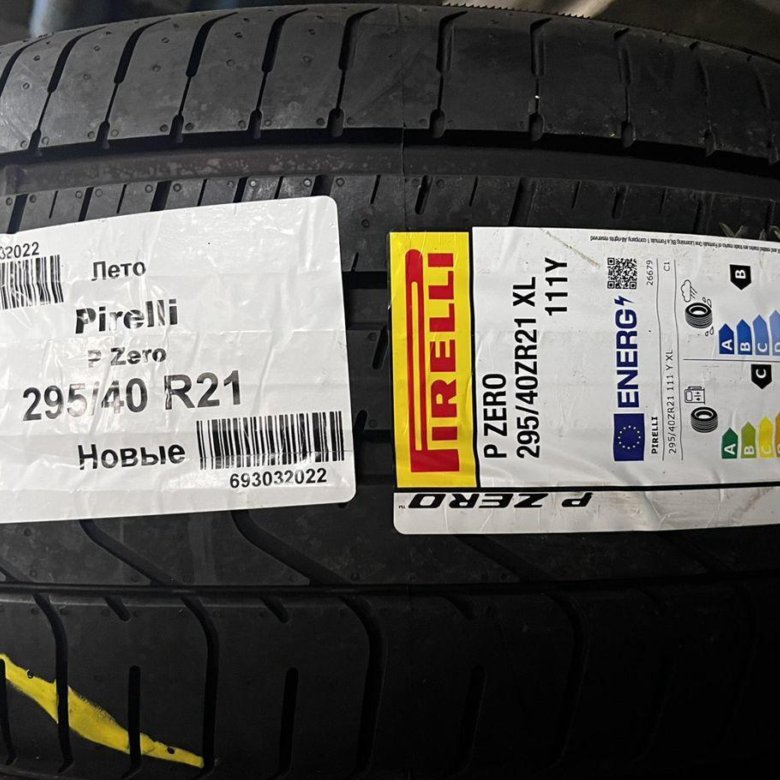 32022
Лето
Pirelli
P Zero
295/40 R21
Новые
693032022
PIRELLI
P ZERO
295/40ZR21 XL
111Y
P ZERO™
ENERG
PIRELLI
295/40ZR21 111 Y XL
26679
C1
B
A
B
C
D
C
A
B
C
D